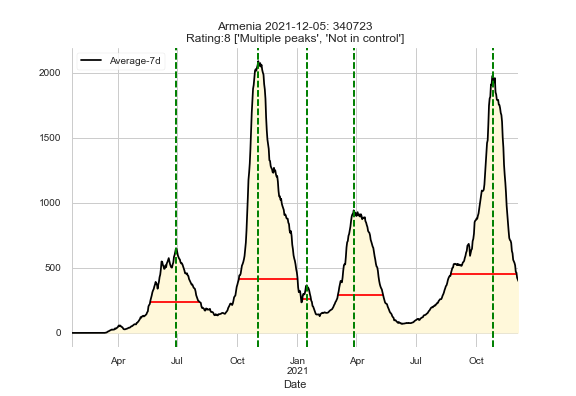 Armenia 2021-12-05: 340723
Rating:8 ['Multiple peaks', 'Not in control']
Average-7d
2000
1500
1000
500
0
Apr Jul Oct Jan Apr Jul Oct
2021
Date